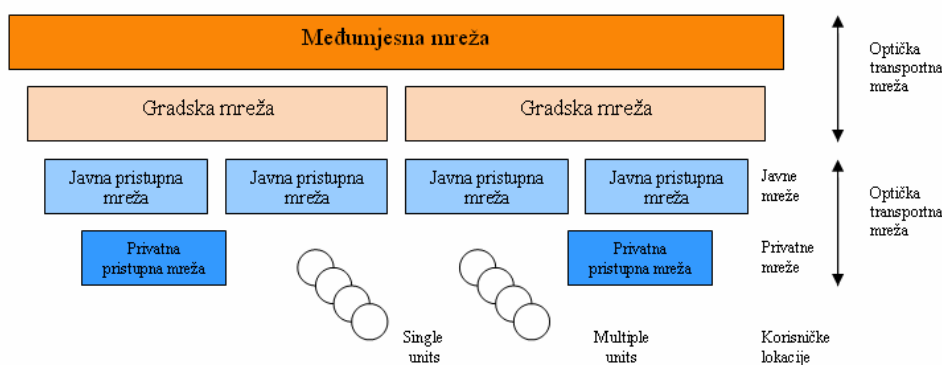 Međumjesna mreža
Optička
transportna
mreža
Gradska mreža
Gradska mreža
Javna pristupna
mreža
Javna pristupna
mreža
Javna pristupna
mreža
Javna pristupna
mreža
Javne
mreže
Optička
transportna
mreža
Privatna
pristupna mreža
Privatna
pristupna mreža
Privatne
mreže
Single
units
Multiple
units
Korisničke
lokacije